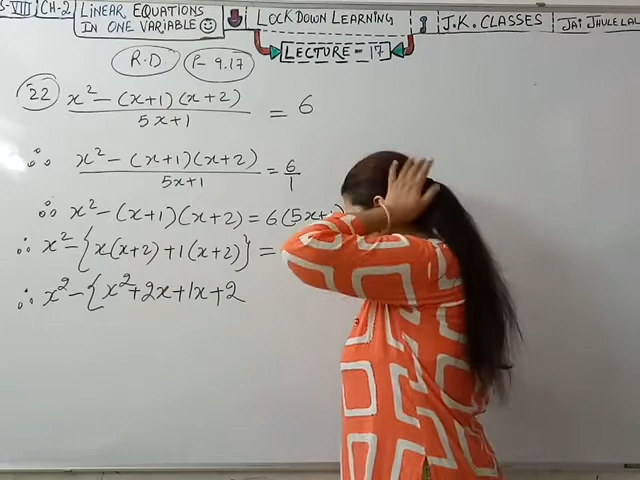 S-VIII CH-2 LINEAR EQUATIONS IN ONE VARIABLE LOCKDOWN LEARNING J.K. CLASSES JAI JHULELAL
LECTURE - 17
R.D P- 9.17
22 x² - (x+1)(x+2) / 5x+1 = 6
∴ x² - (x+1)(x+2) / 5x+1 = 6/1
∴ x² - (x+1)(x+2) = 6(5x+
∴ x² - {x(x+2) + 1(x+2)} =
∴ x² - {x² + 2x + 1x + 2